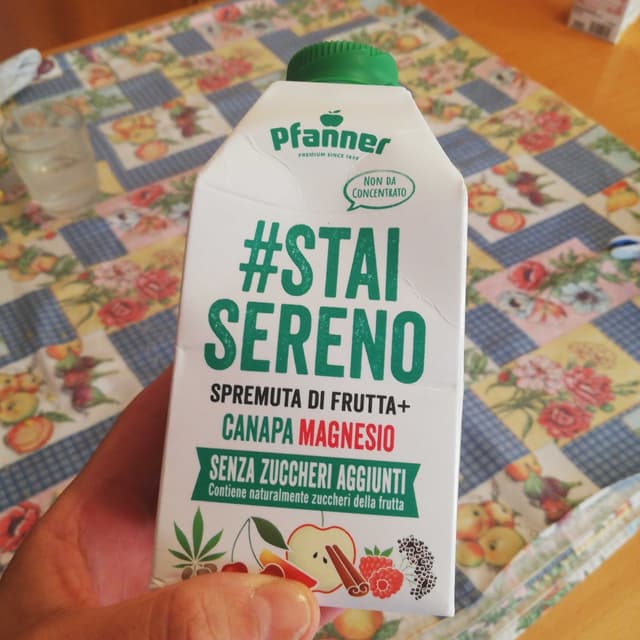 Pfanner
PREMIUM SINCE 1856
NON DA
CONCENTRATO
#STAI
SERENO
SPREMUTA DI FRUTTA+
CANAPA MAGNESIO
SENZA ZUCCHERI AGGIUNTI
Contiene naturalmente zuccheri della frutta